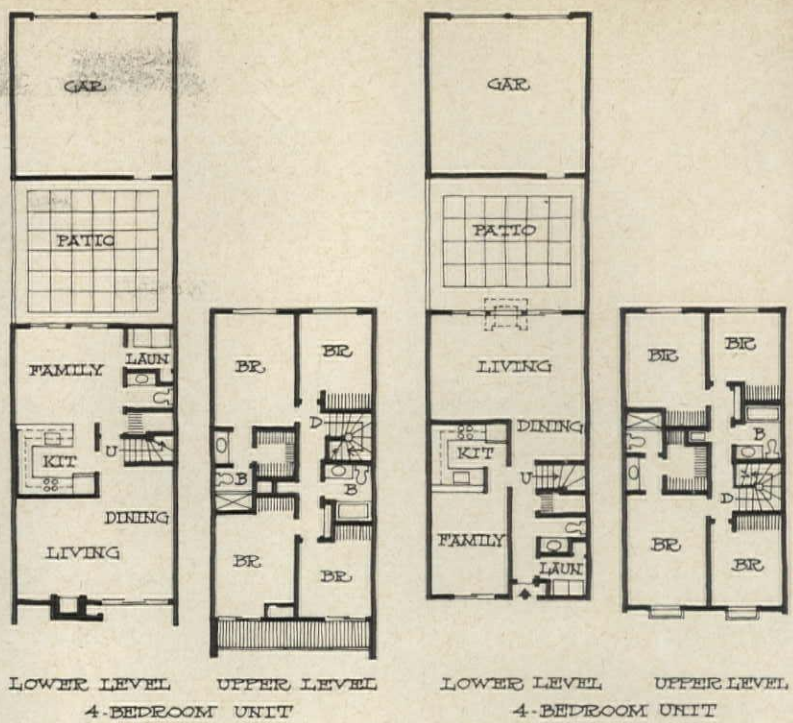 GAR
PATIO
FAMILY
LAUN
KIT
U
DINING
LIVING
BR
BR
D
B
B
BR
BR
GAR
PATIO
LIVING
DINING
KIT
U
FAMILY
LAUN
BR
BR
B
D
BR
BR
LOWER LEVEL UPPER LEVEL
4-BEDROOM UNIT
LOWER LEVEL UPPER LEVEL
4-BEDROOM UNIT